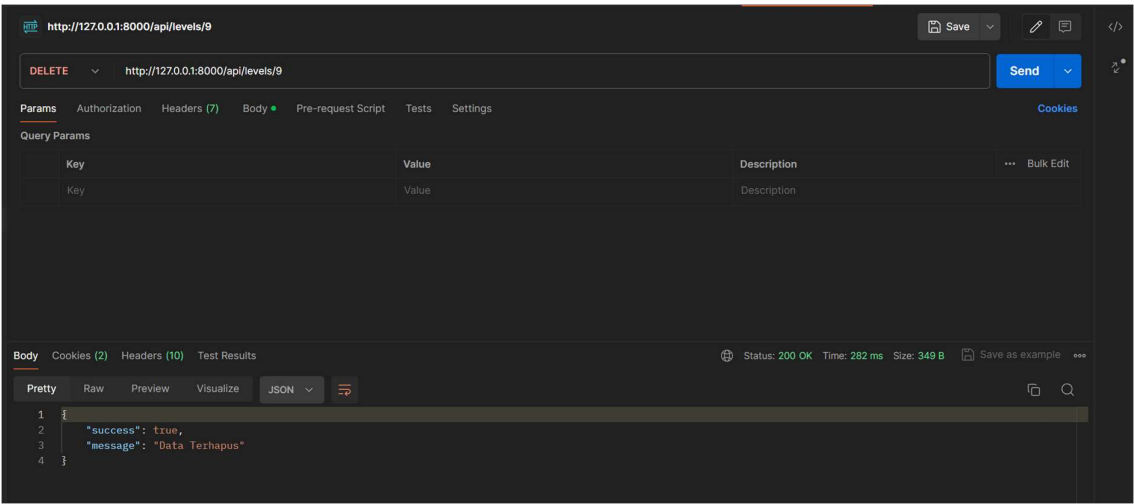 HTTP http://127.0.0.1:8000/api/levels/9 Save
DELETE http://127.0.0.1:8000/api/levels/9 Send
Params Authorization Headers (7) Body Pre-request Script Tests Settings Cookies
Query Params
Key Value Description Bulk Edit
Key Value Description
Body Cookies (2) Headers (10) Test Results Status: 200 OK Time: 282 ms Size: 349 B Save as example
Pretty Raw Preview Visualize JSON
1 {
2 "success": true,
3 "message": "Data Terhapus"
4 }